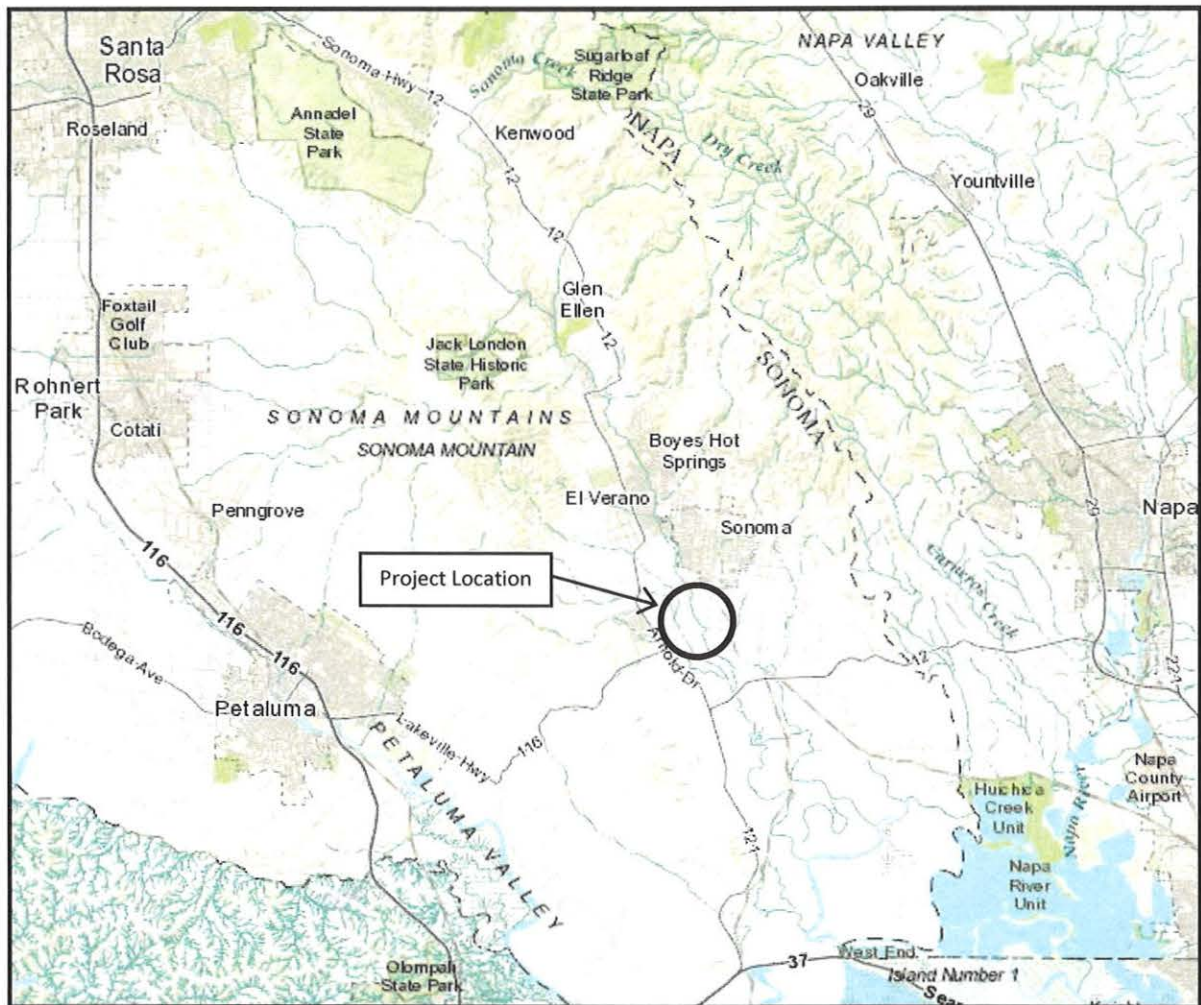 Santa
Rosa
Roseland
Annadel
State
Park
Sonoma-Hwy
12
Sonoma Creek
Sugarloaf
Ridge
State Park
NAPA VALLEY
Oakville
29
Kenwood
NAPA
Dry Creek
Yountville
12
12
Foxtail
Golf
Club
Glen
Ellen
12
Jack London
State Historic
Park
Rohnert
Park
Cotati
SONOMA MOUNTAINS
SONOMA MOUNTAIN
SONOMA
Boyes Hot
Springs
El Verano
Sonoma
Penngrove
29
Napa
Carneros Creek
Project Location
116
116
116
Bodega-Ave
Petaluma
Lakeville-Hwy
PETALUMA VALLEY
116
Arnold-Dr
12
221
121
Huichica
Creek
Unit
Napa River
Napa
County
Airport
Napa
River
Unit
Olompali
State Park
37
West End
Island Number 1